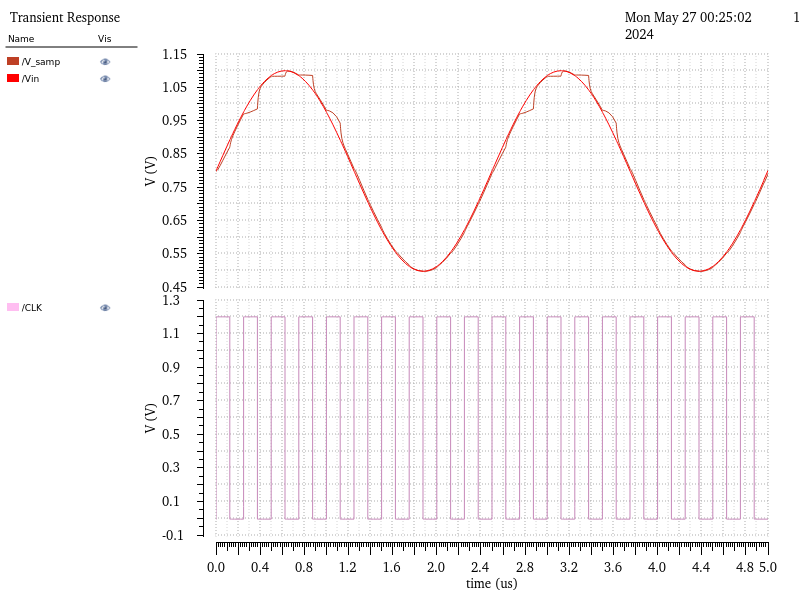 Transient Response
Mon May 27 00:25:02 1
2024
Name Vis
/V_samp
/Vin
1.15
1.05
0.95
0.85
0.75
0.65
0.55
0.45
V (V)
/CLK
1.3
1.1
0.9
0.7
0.5
0.3
0.1
-0.1
V (V)
0.0 0.4 0.8 1.2 1.6 2.0 2.4 2.8 3.2 3.6 4.0 4.4 4.8 5.0
time (us)